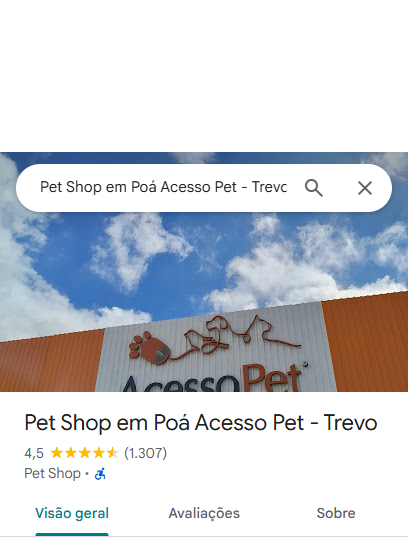 Pet Shop em Poá Acesso Pet - Trevo
AcessoPet
Pet Shop em Poá Acesso Pet - Trevo
4,5 (1.307)
Pet Shop ·
Visão geral Avaliações Sobre